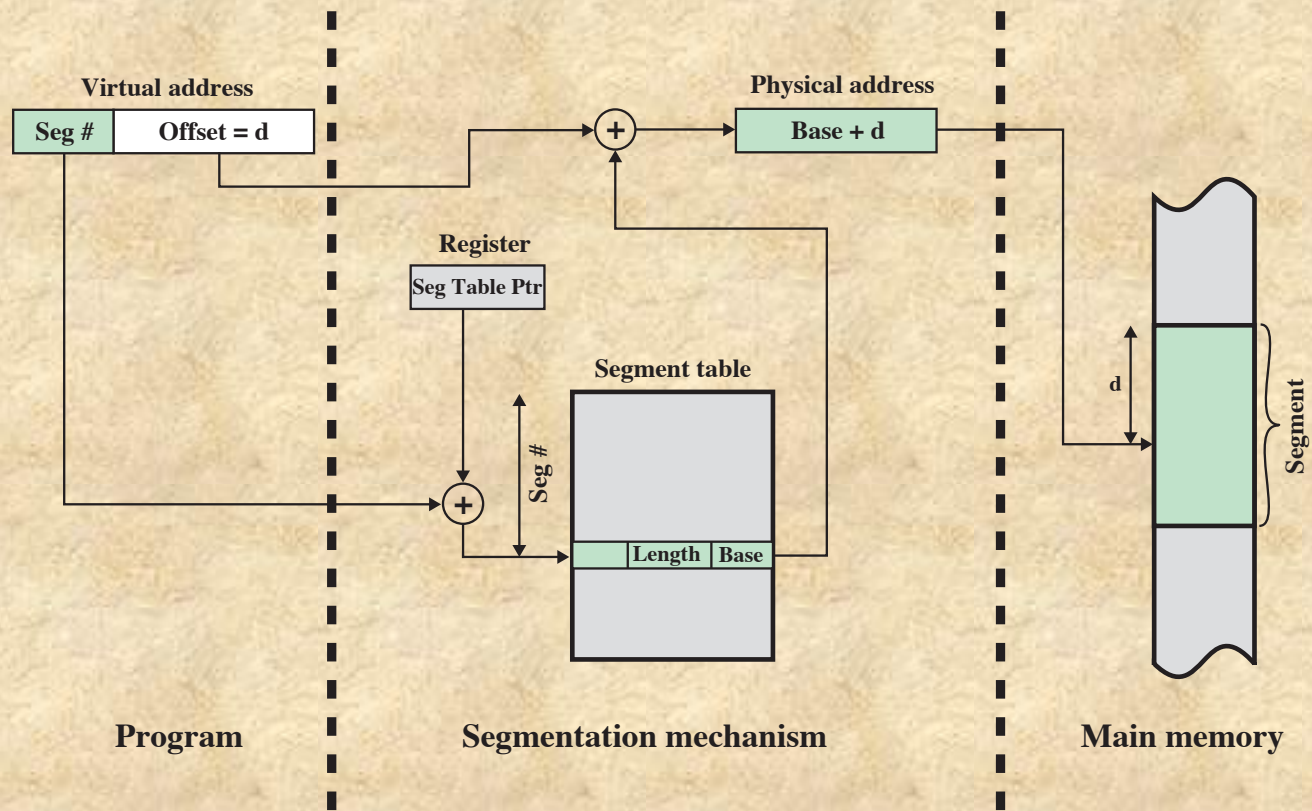 Virtual address
Seg #
Offset = d
+
Physical address
Base + d
Register
Seg Table Ptr
Segment table
Seg #
+
Length
Base
d
Segment
Program
Segmentation mechanism
Main memory